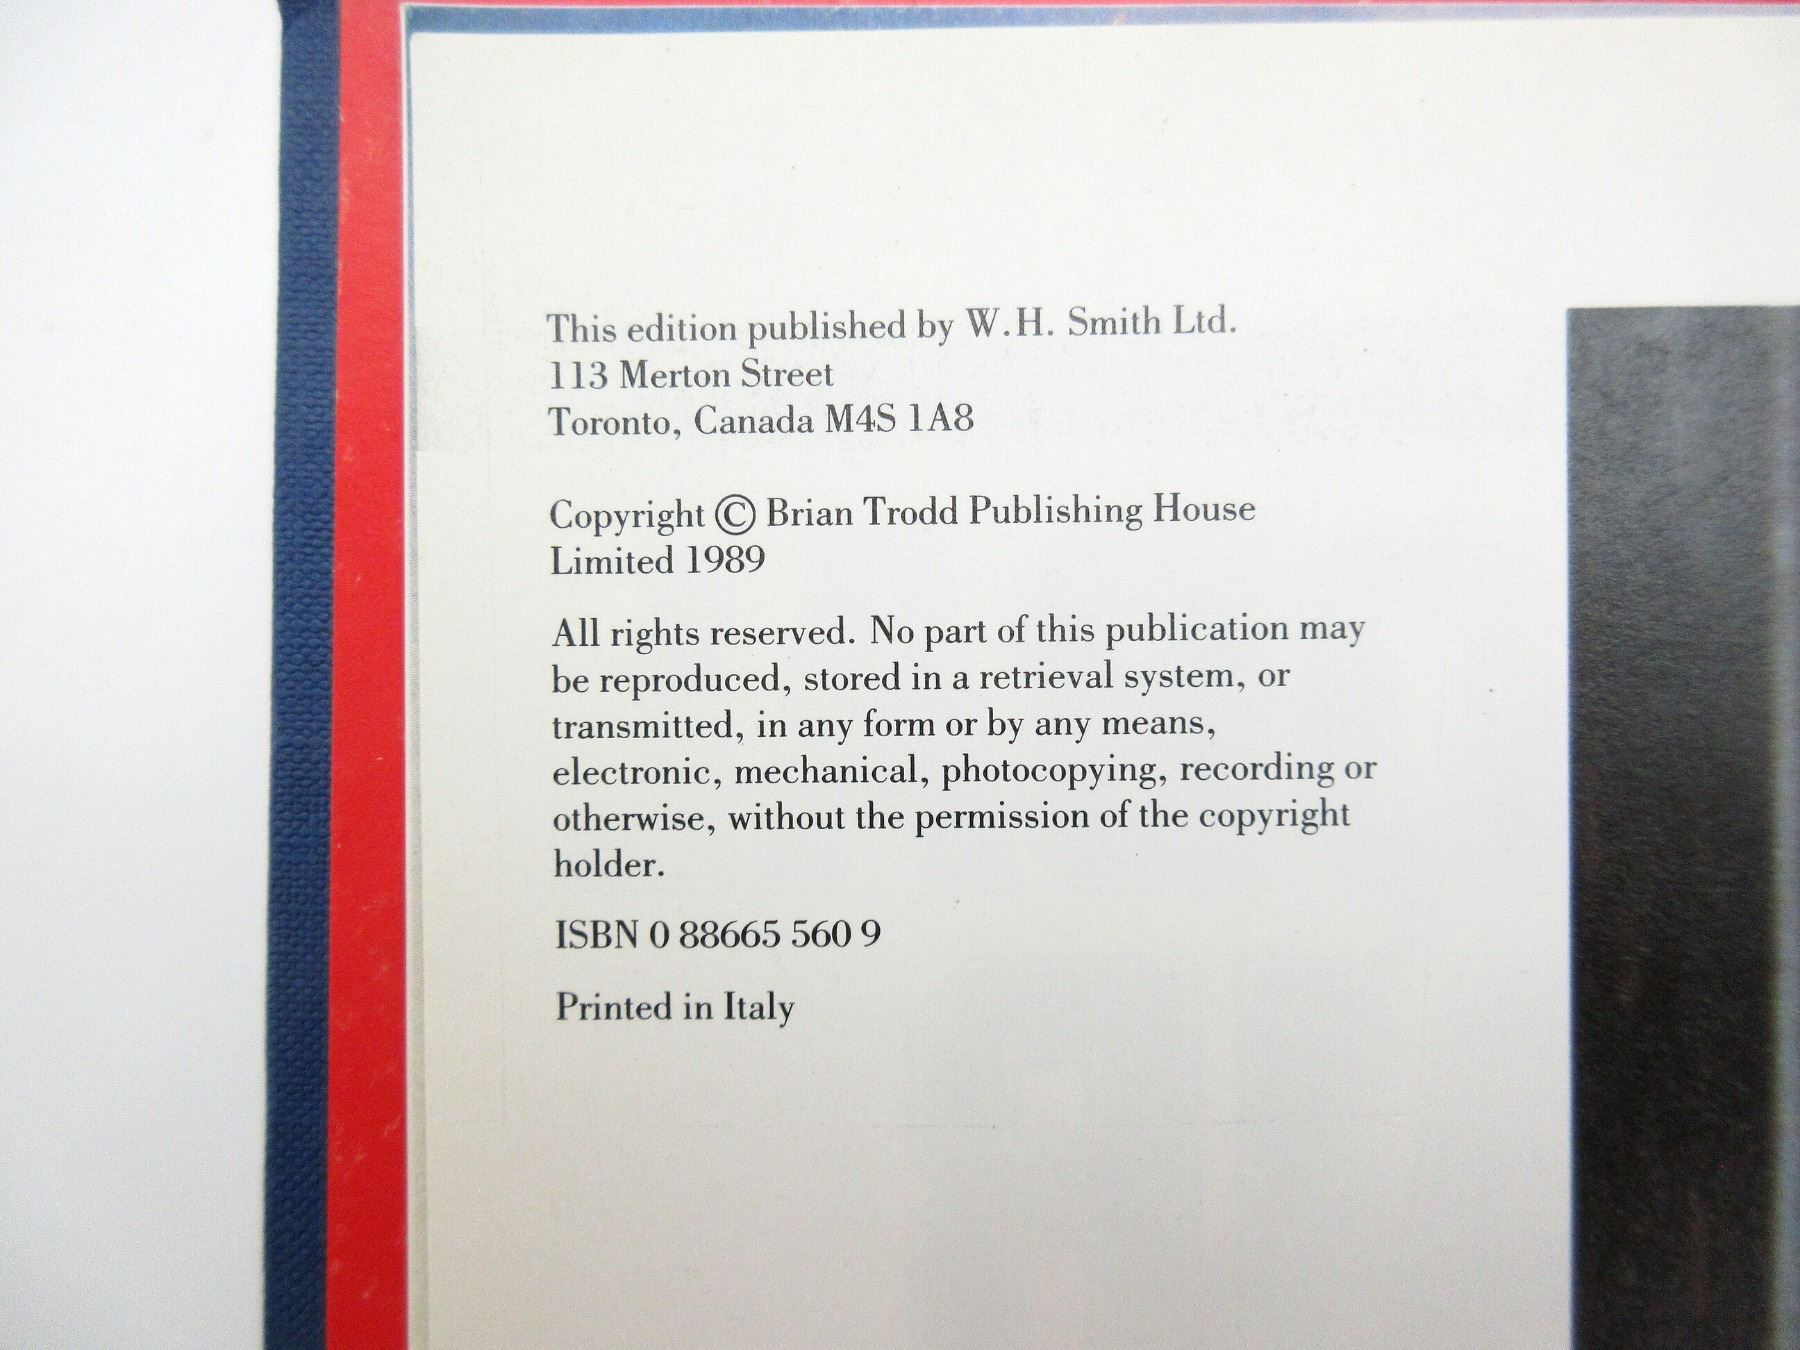 This edition published by W.H. Smith Ltd.
113 Merton Street
Toronto, Canada M4S 1A8
Copyright © Brian Trodd Publishing House
Limited 1989
All rights reserved. No part of this publication may
be reproduced, stored in a retrieval system, or
transmitted, in any form or by any means,
electronic, mechanical, photocopying, recording or
otherwise, without the permission of the copyright
holder.
ISBN 0 88665 560 9
Printed in Italy